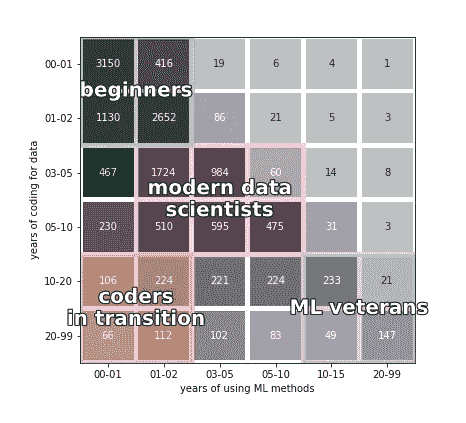 00-01 3150 416 19 6 4 1
beginners
01-02 1130 2652 86 21 5 3
03-05 467 1724 984 60 14 8
modern data
scientists
05-10 230 510 595 475 31 3
10-20 106 224 221 224 233 21
coders
in transition
ML veterans
20-99 66 112 102 83 49 147
00-01 01-02 03-05 05-10 10-15 20-99
years of using ML methods
years of coding for data